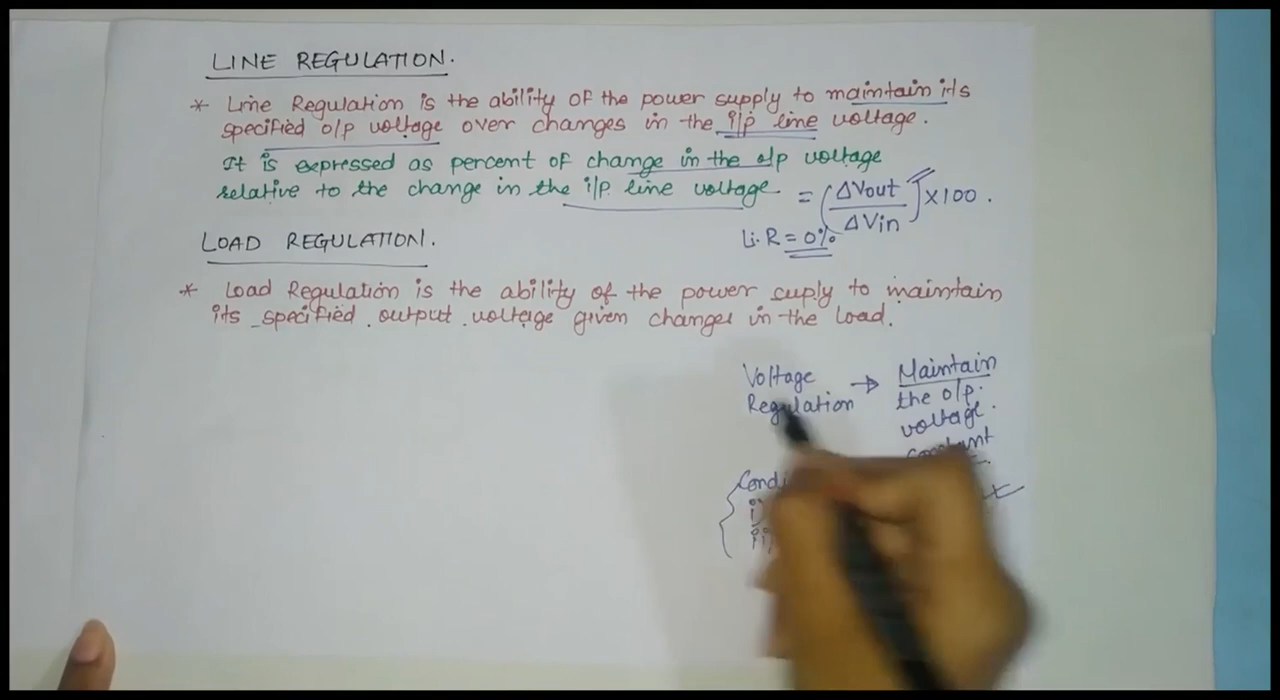 LINE REGULATION.
* Line Regulation is the ability of the power supply to maintain its
specified o/p voltage over changes in the i/p line voltage.
It is expressed as percent of change in the o/p voltage
relative to the change in the i/p line voltage. = (ΔVout / ΔVin] X100.
Li. R = 0%
LOAD REGULATION.
* Load Regulation is the ability of the power suply to maintain
its specified output voltage given changes in the load.
Voltage → Maintain
Regulation the o/p.
voltage.
i)